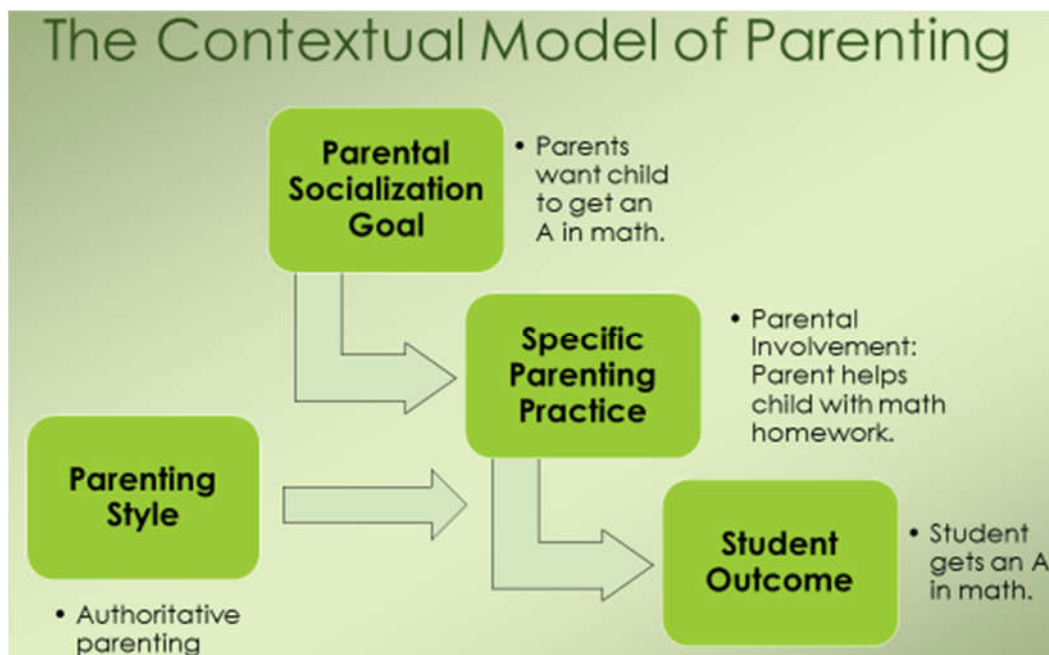 The Contextual Model of Parenting
Parental
Socialization
Goal
• Parents
want child
to get an
A in math.
Specific
Parenting
Practice
• Parental
Involvement:
Parent helps
child with math
homework.
Parenting
Style
• Authoritative
parenting
Student
Outcome
• Student
gets an A
in math.